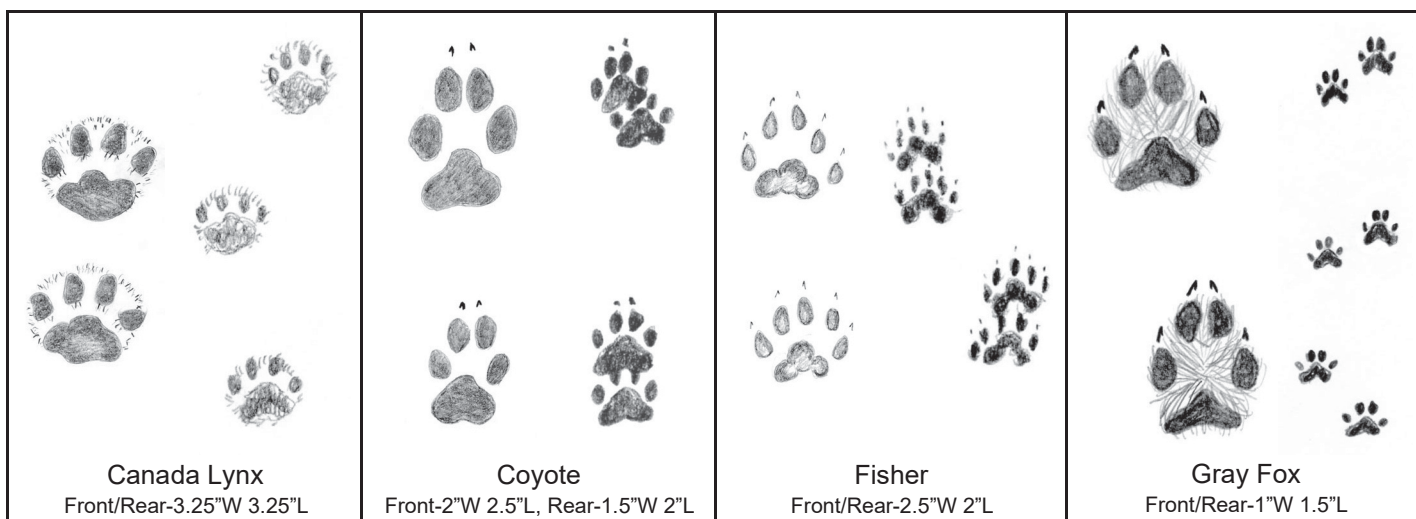 Canada Lynx
Front/Rear-3.25”W 3.25”L
Coyote
Front-2”W 2.5”L, Rear-1.5”W 2”L
Fisher
Front/Rear-2.5”W 2”L
Gray Fox
Front/Rear-1"W 1.5”L